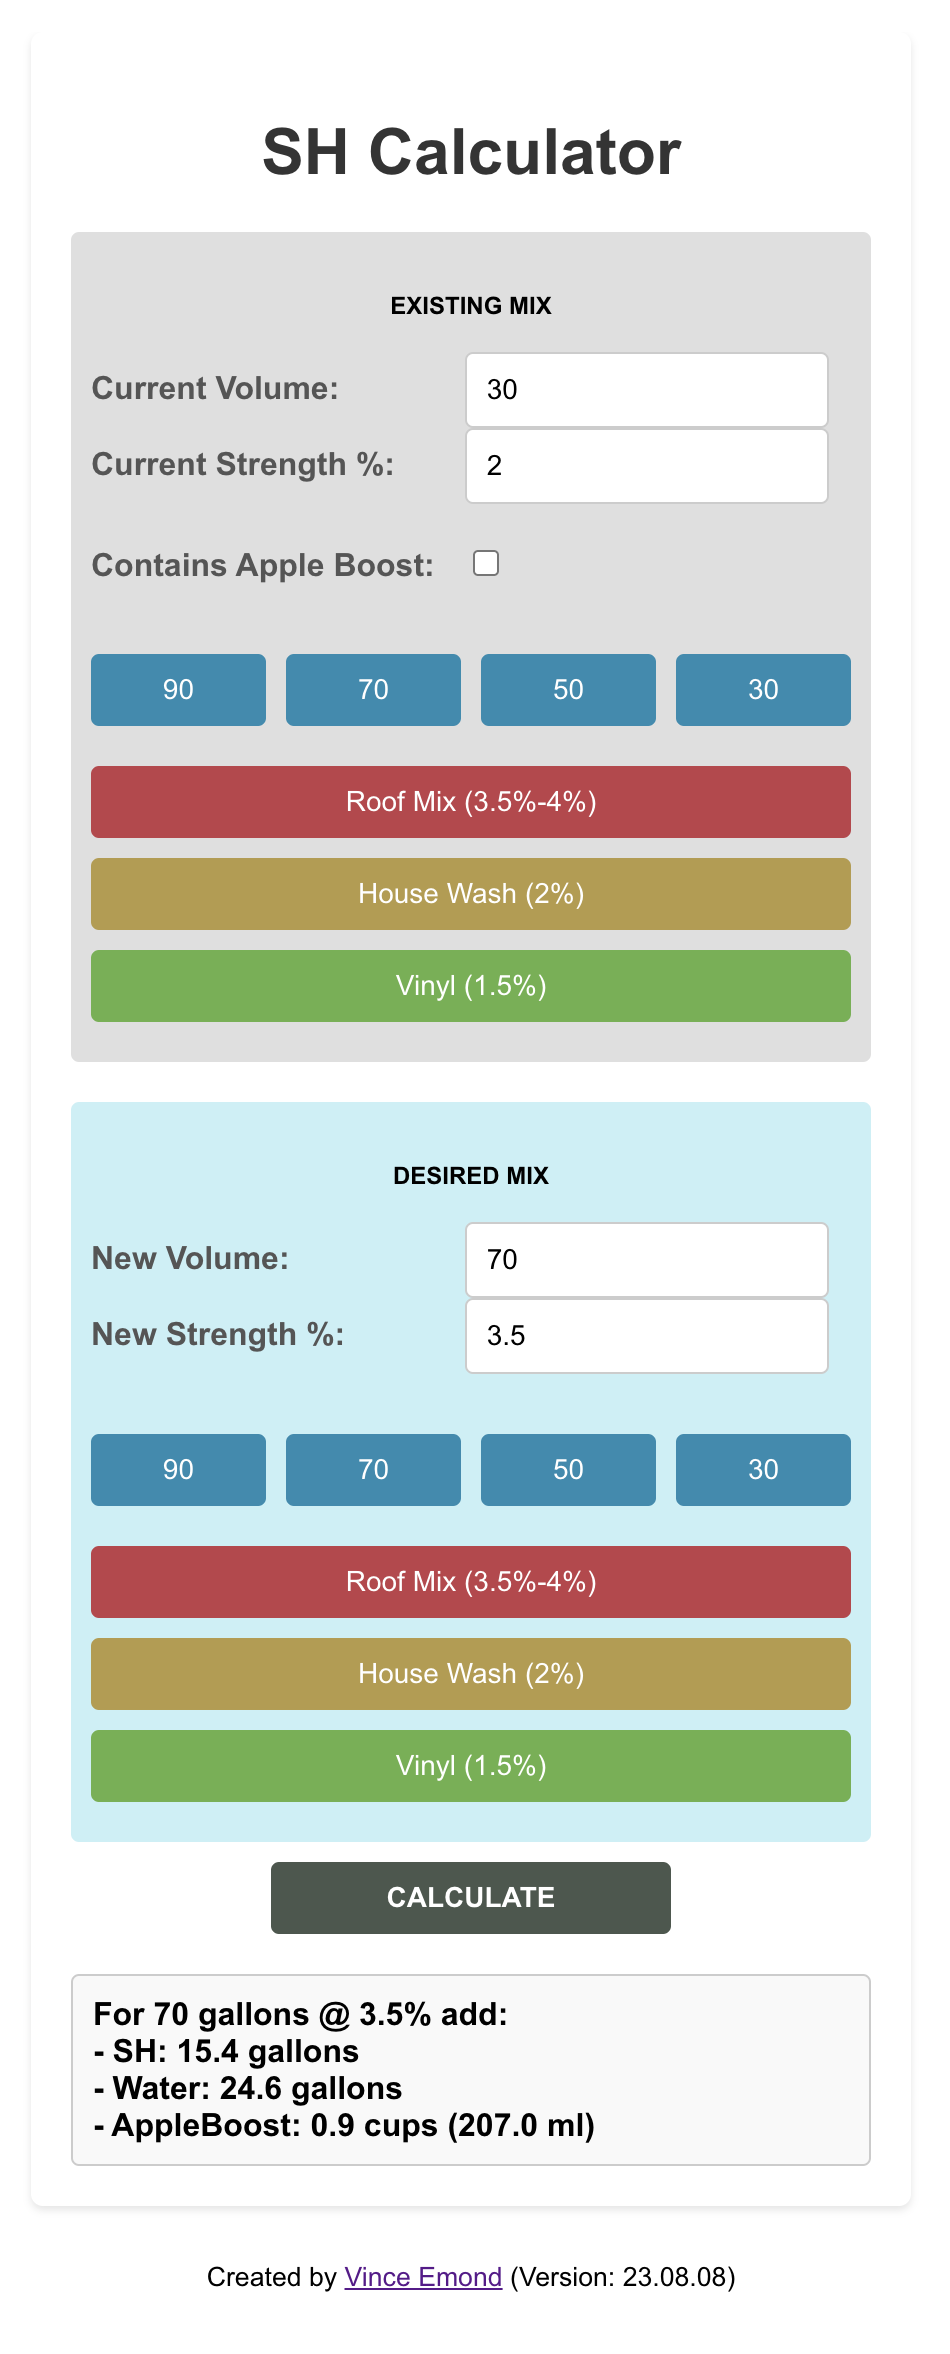 SH Calculator
EXISTING MIX
Current Volume: 30
Current Strength %: 2
Contains Apple Boost:
90 70 50 30
Roof Mix (3.5%-4%)
House Wash (2%)
Vinyl (1.5%)
DESIRED MIX
New Volume: 70
New Strength %: 3.5
90 70 50 30
Roof Mix (3.5%-4%)
House Wash (2%)
Vinyl (1.5%)
CALCULATE
For 70 gallons @ 3.5% add:
- SH: 15.4 gallons
- Water: 24.6 gallons
- AppleBoost: 0.9 cups (207.0 ml)
Created by Vince Emond (Version: 23.08.08)